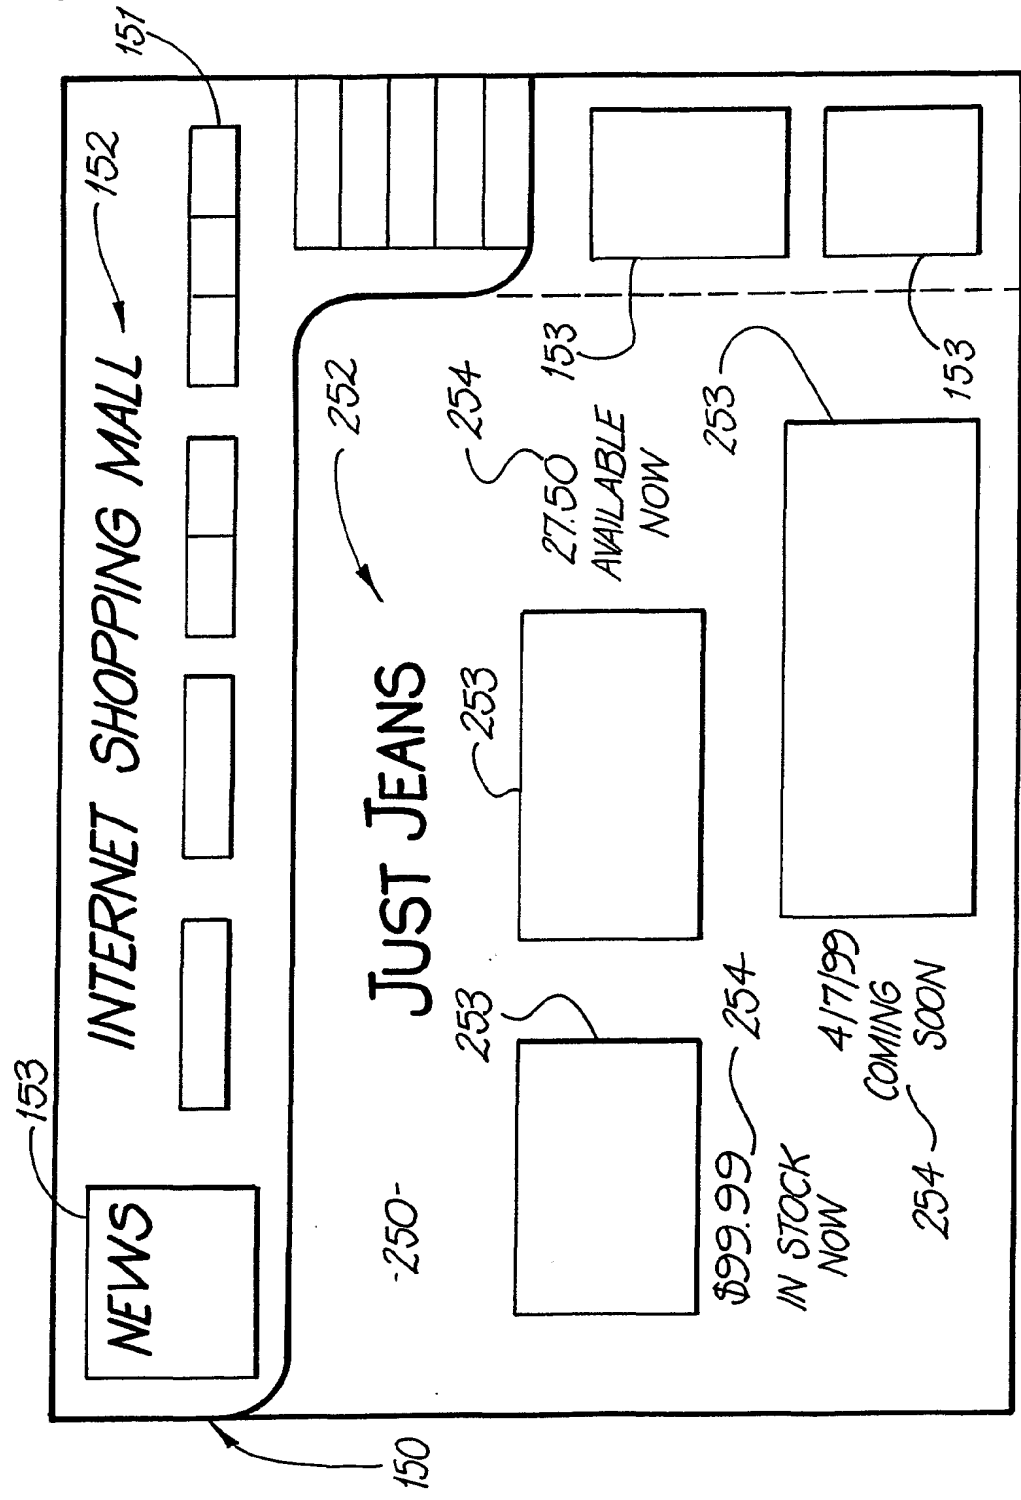 151
INTERNET SHOPPING MALL
152
153
NEWS
150
252
JUST JEANS
-250-
254
27.50
AVAILABLE
NOW
153
253
253
253
153
254
$99.99
IN STOCK
NOW
4/7/99
COMING
SOON
254